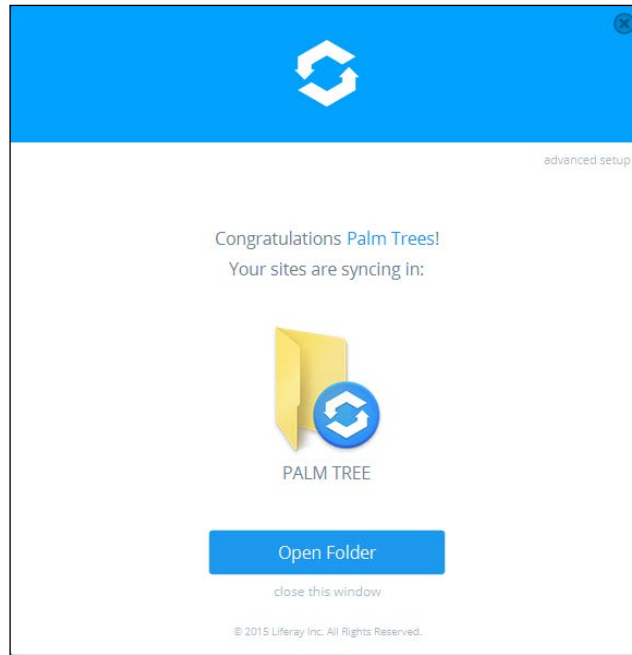 advanced setup
Congratulations Palm Trees!
Your sites are syncing in:
PALM TREE
Open Folder
close this window
© 2015 Liferay Inc. All Rights Reserved.